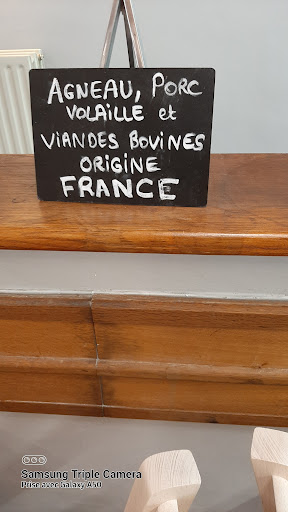 AGNEAU, PORC
VOLAILLE et
VIANDES BOVINES
ORIGINE
FRANCE
Samsung Triple Camera
Prise avec Galaxy A50